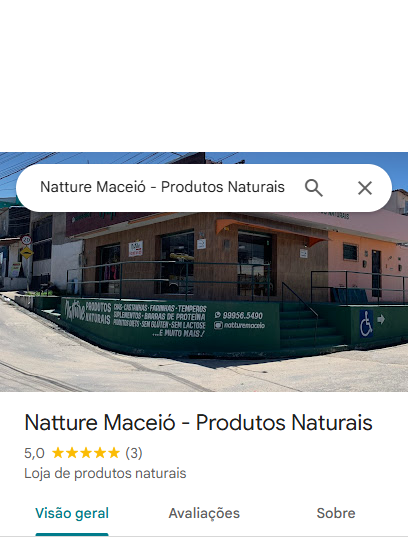 Natture Maceió - Produtos Naturais
NATURAIS
Natture
PRODUTOS
NATURAIS
CHÁS · CASTANHAS · FARINHAS · TEMPEROS
SUPLEMENTOS · BARRAS DE PROTEÍNA
PRODUTOS DIETS · SEM GLÚTEN · SEM LACTOSE
...E MUITO MAIS!
99956.5490
natturemaceio
Natture Maceió - Produtos Naturais
5,0 (3)
Loja de produtos naturais
Visão geral Avaliações Sobre